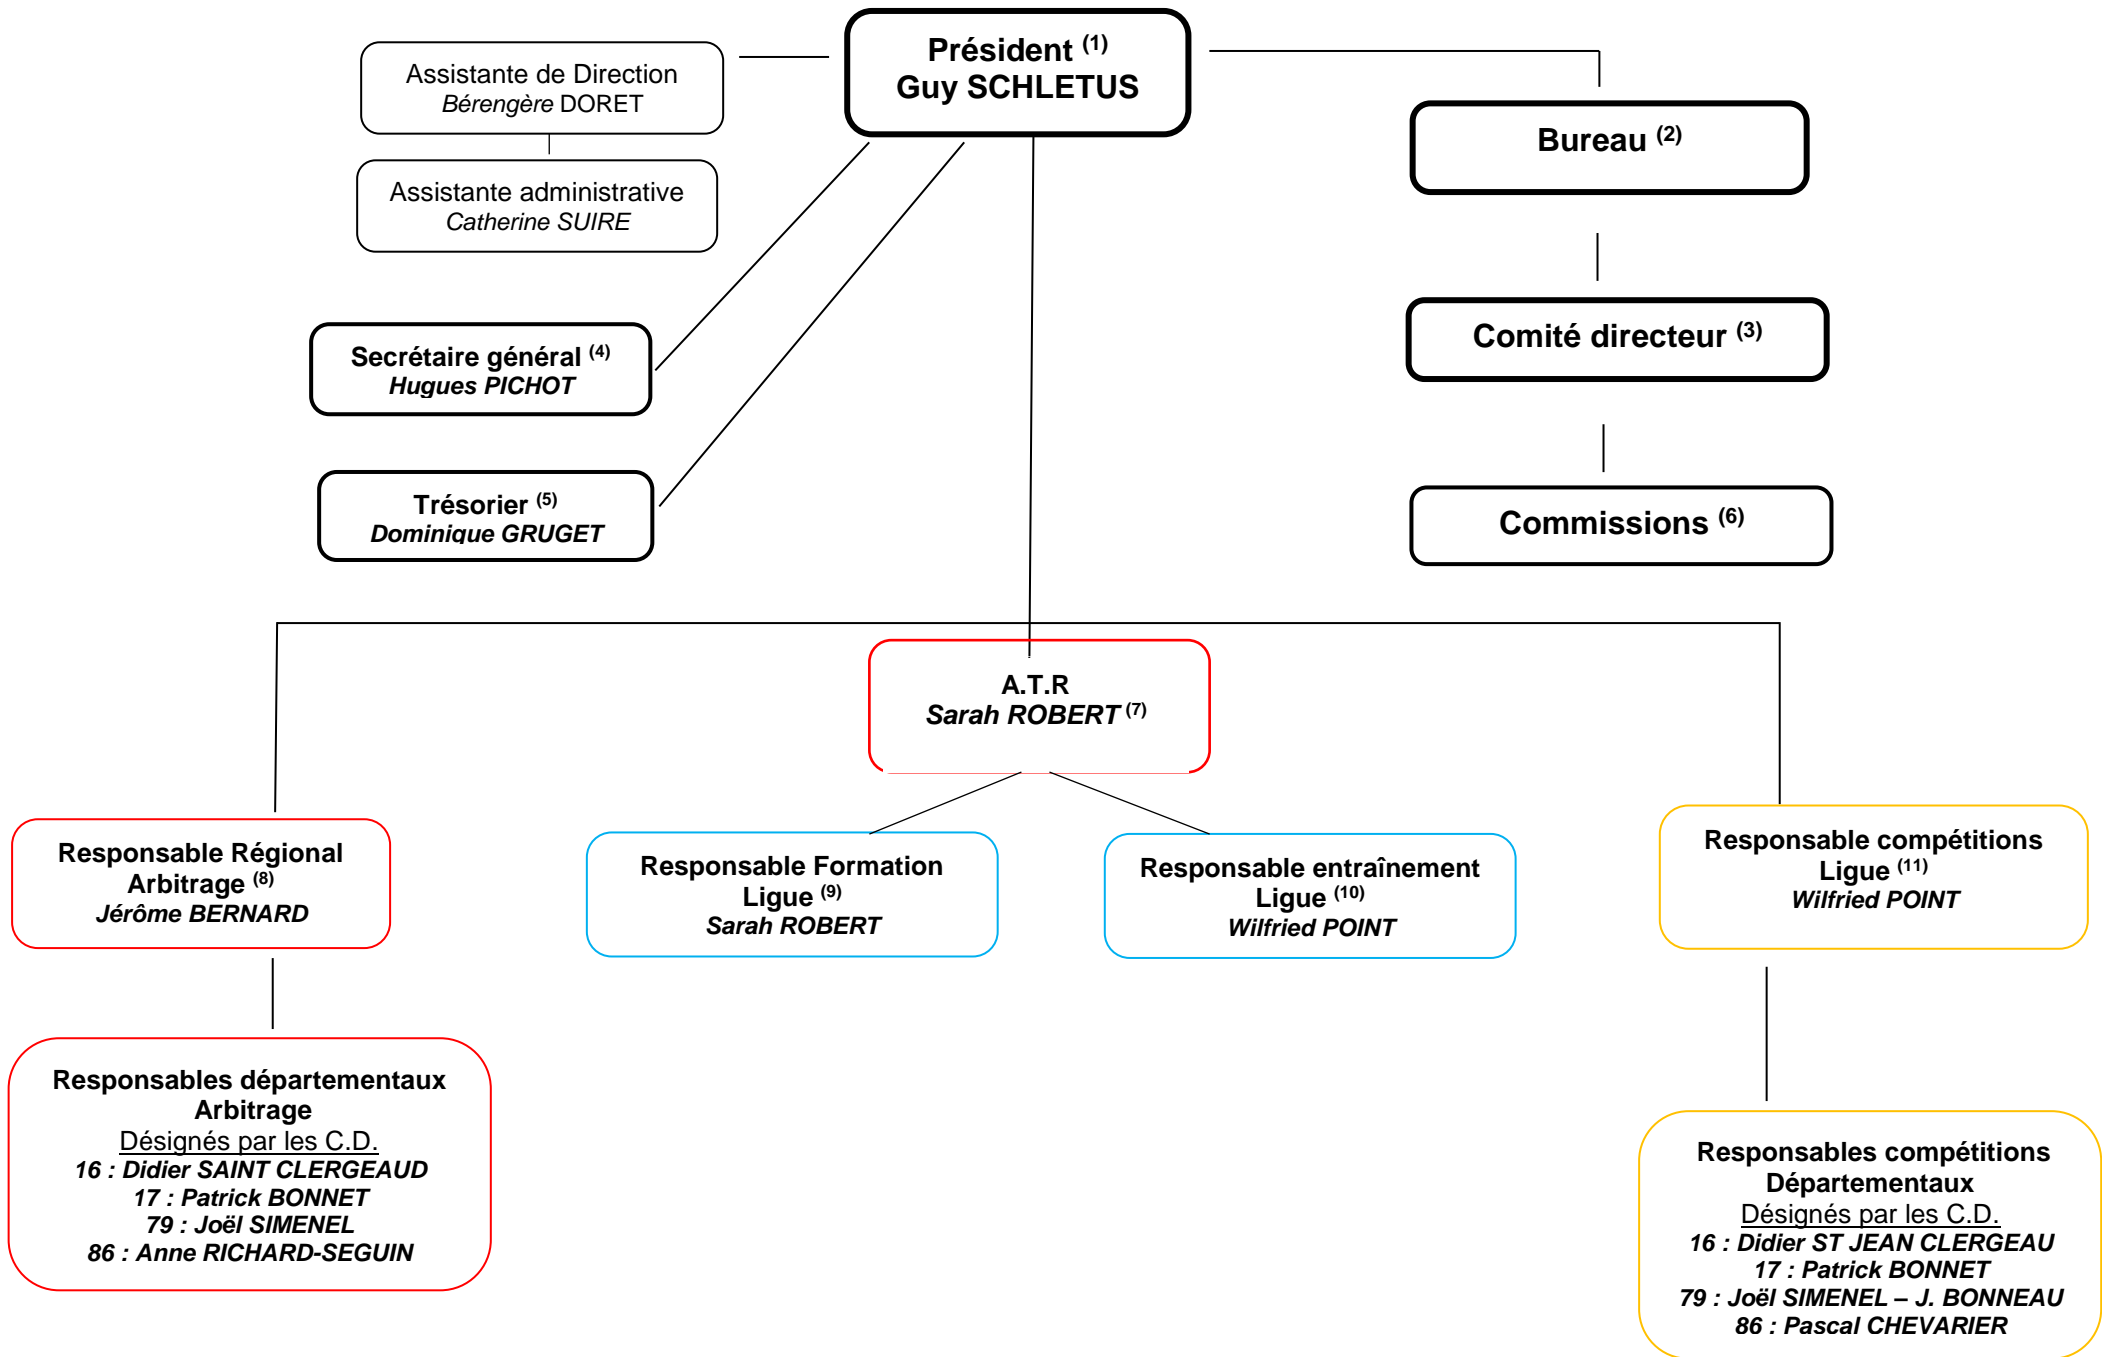 Président (1)
Guy SCHLETUS
Assistante de Direction
Bérengère DORET
Assistante administrative
Catherine SUIRE
Bureau (2)
Secrétaire général (4)
Hugues PICHOT
Comité directeur (3)
Trésorier (5)
Dominique GRUGET
Commissions (6)
A.T.R
Sarah ROBERT (7)
Responsable Régional
Arbitrage (8)
Jérôme BERNARD
Responsable Formation
Ligue (9)
Sarah ROBERT
Responsable entraînement
Ligue (10)
Wilfried POINT
Responsable compétitions
Ligue (11)
Wilfried POINT
Responsables départementaux
Arbitrage
Désignés par les C.D.
16 : Didier SAINT CLERGEAUD
17 : Patrick BONNET
79 : Joël SIMENEL
86 : Anne RICHARD-SEGUIN
Responsables compétitions
Départementaux
Désignés par les C.D.
16 : Didier ST JEAN CLERGEAU
17 : Patrick BONNET
79 : Joël SIMENEL – J. BONNEAU
86 : Pascal CHEVARIER